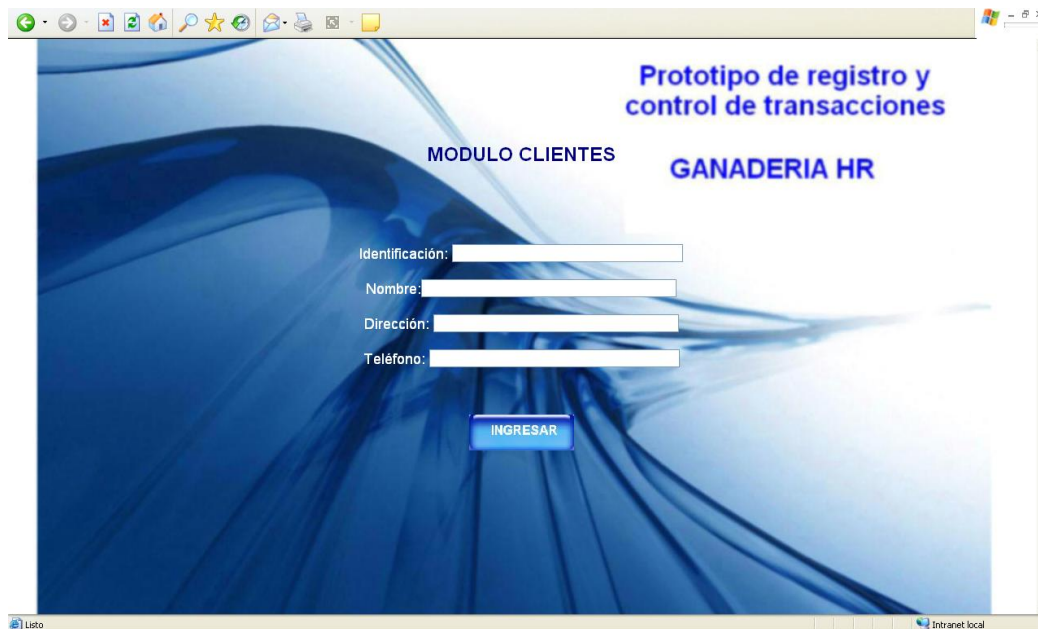 Prototipo de registro y
control de transacciones
MODULO CLIENTES
GANADERIA HR
Identificación:
Nombre:
Dirección:
Teléfono:
INGRESAR
Listo
Intranet local